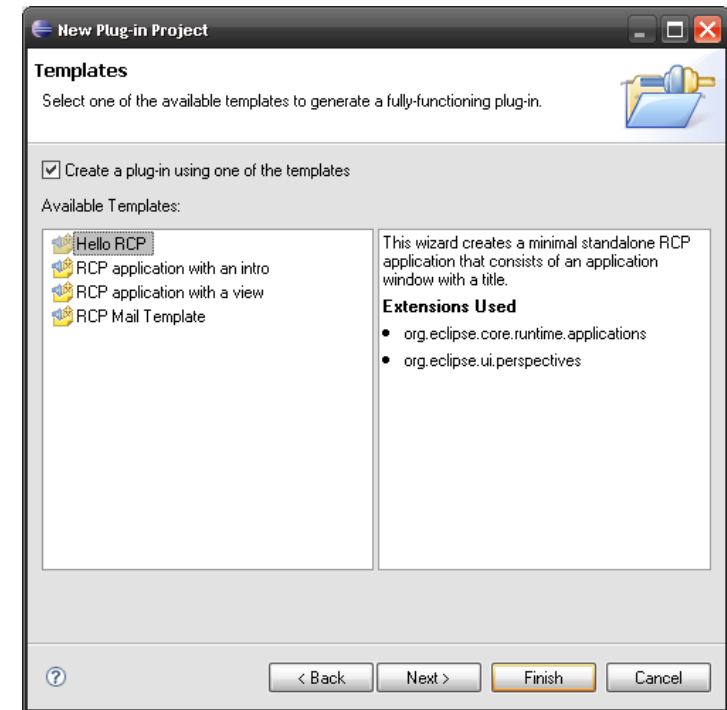 New Plug-in Project
Templates
Select one of the available templates to generate a fully-functioning plug-in.
Create a plug-in using one of the templates
Available Templates:
Hello RCP
RCP application with an intro
RCP application with a view
RCP Mail Template
This wizard creates a minimal standalone RCP
application that consists of an application
window with a title.
Extensions Used
• org.eclipse.core.runtime.applications
• org.eclipse.ui.perspectives
?
< Back
Next >
Finish
Cancel